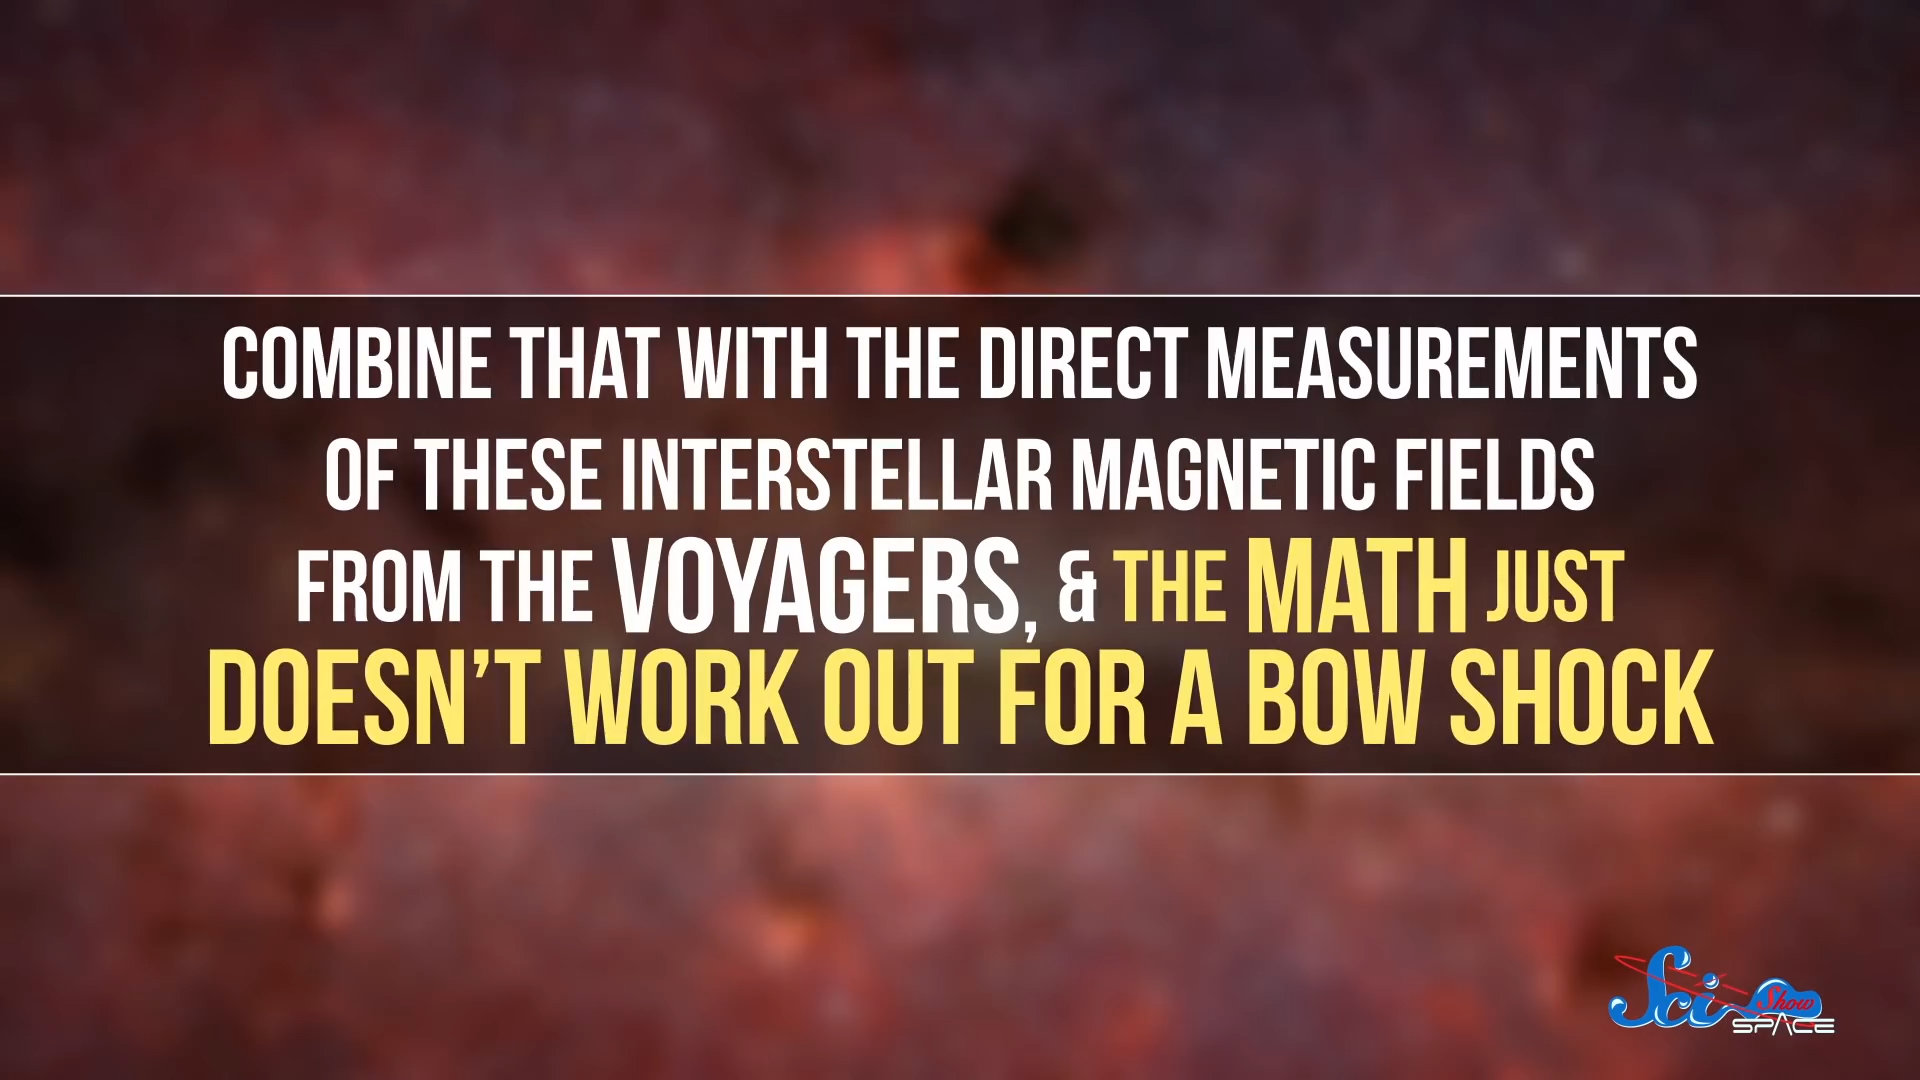 COMBINE THAT WITH THE DIRECT MEASUREMENTS
OF THESE INTERSTELLAR MAGNETIC FIELDS
FROM THE VOYAGERS, & THE MATH JUST
DOESN'T WORK OUT FOR A BOW SHOCK
Sci Show
SPACE